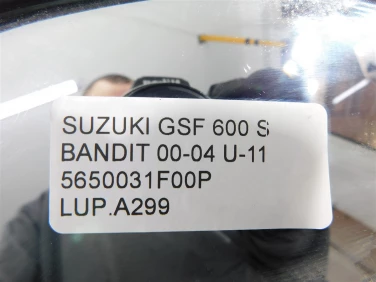 SUZUKI GSF 600 S
BANDIT 00-04 U-11
5650031F00P
LUP.A299